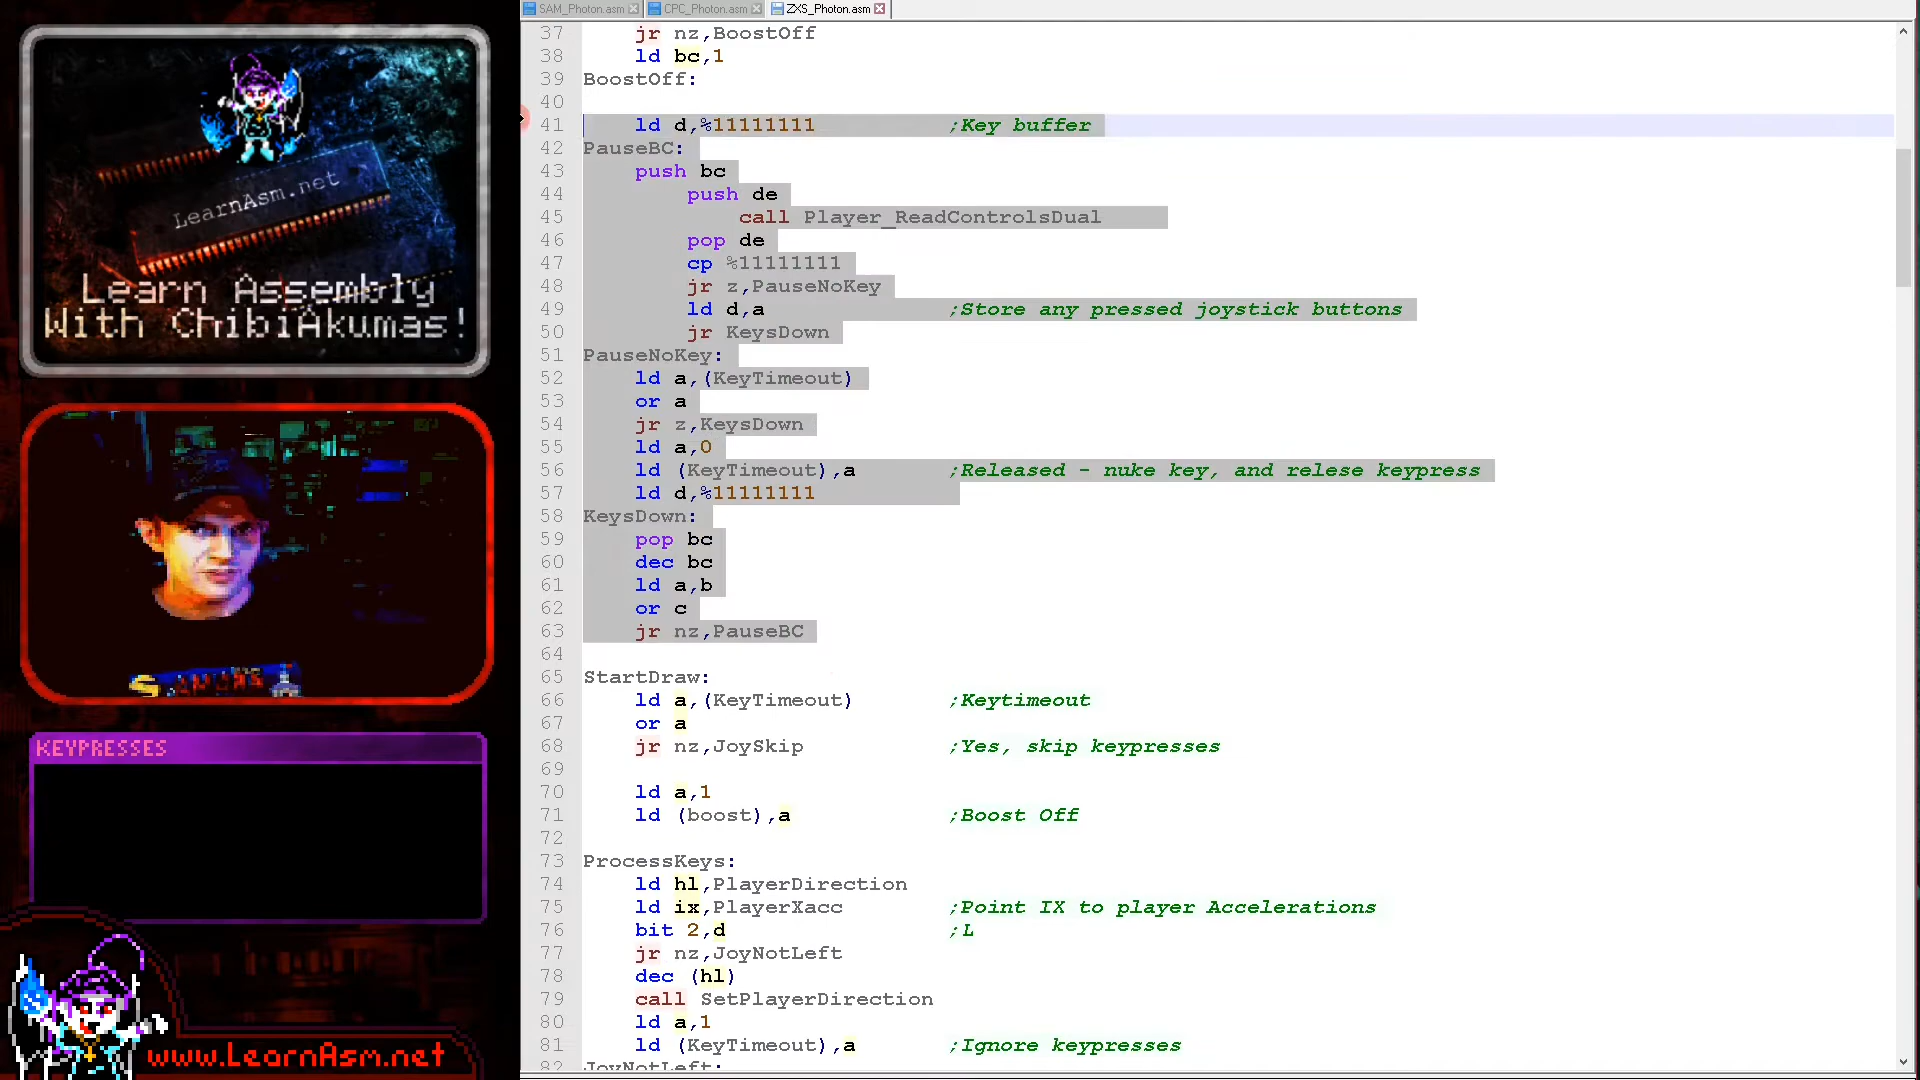 SAM_Photon.asm CPC_Photon.asm ZXS_Photon.asm
37 jr nz,BoostOff
38 ld bc,1
39 BoostOff:
40
41 ld d,%11111111 ;Key buffer
42 PauseBC:
43 push bc
44 push de
45 call Player_ReadControlsDual
46 pop de
47 cp %11111111
48 jr z,PauseNoKey
49 ld d,a ;Store any pressed joystick buttons
50 jr KeysDown
51 PauseNoKey:
52 ld a,(KeyTimeout)
53 or a
54 jr z,KeysDown
55 ld a,0
56 ld (KeyTimeout),a ;Released - nuke key, and relese keypress
57 ld d,%11111111
58 KeysDown:
59 pop bc
60 dec bc
61 ld a,b
62 or c
63 jr nz,PauseBC
64
65 StartDraw:
66 ld a,(KeyTimeout) ;Keytimeout
67 or a
68 jr nz,JoySkip ;Yes, skip keypresses
69
70 ld a,1
71 ld (boost),a ;Boost Off
72
73 ProcessKeys:
74 ld hl,PlayerDirection
75 ld ix,PlayerXacc ;Point IX to player Accelerations
76 bit 2,d ;L
77 jr nz,JoyNotLeft
78 dec (hl)
79 call SetPlayerDirection
80 ld a,1
81 ld (KeyTimeout),a ;Ignore keypresses
82 JoyNotLeft:
LearnAsm.net
Learn Assembly
With ChibiAkumas!
KEYPRESSES
www.LearnAsm.net